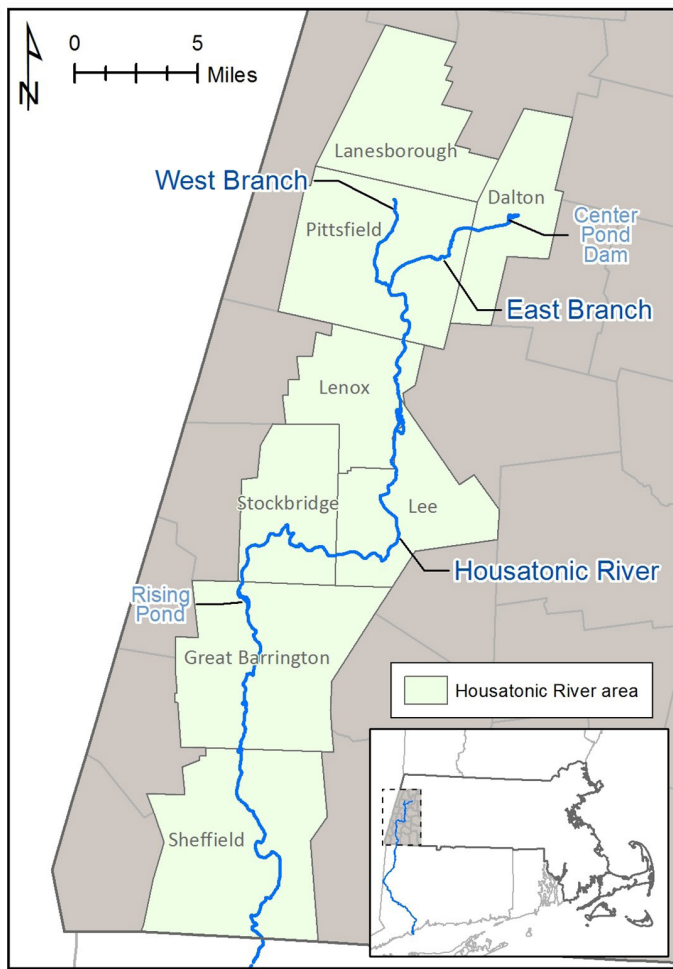 0 5
Miles
N
Lanesborough
West Branch
Dalton
Pittsfield
Center
Pond
Dam
East Branch
Lenox
Stockbridge
Lee
Housatonic River
Rising
Pond
Great Barrington
Housatonic River area
Sheffield